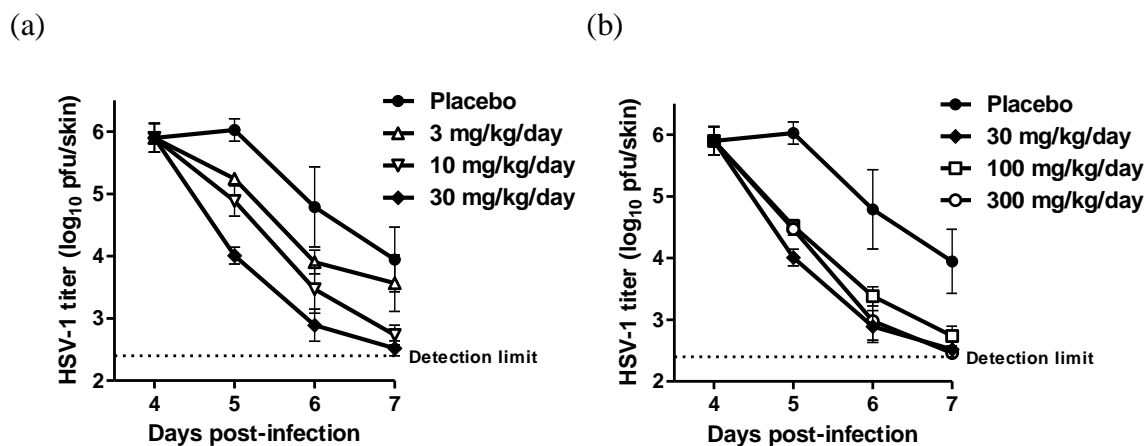 (a)
HSV-1 titer (log10 pfu/skin)
6
5
4
3
2
Placebo
3 mg/kg/day
10 mg/kg/day
30 mg/kg/day
Detection limit
4 5 6 7
Days post-infection
(b)
HSV-1 titer (log10 pfu/skin)
6
5
4
3
2
Placebo
30 mg/kg/day
100 mg/kg/day
300 mg/kg/day
Detection limit
4 5 6 7
Days post-infection